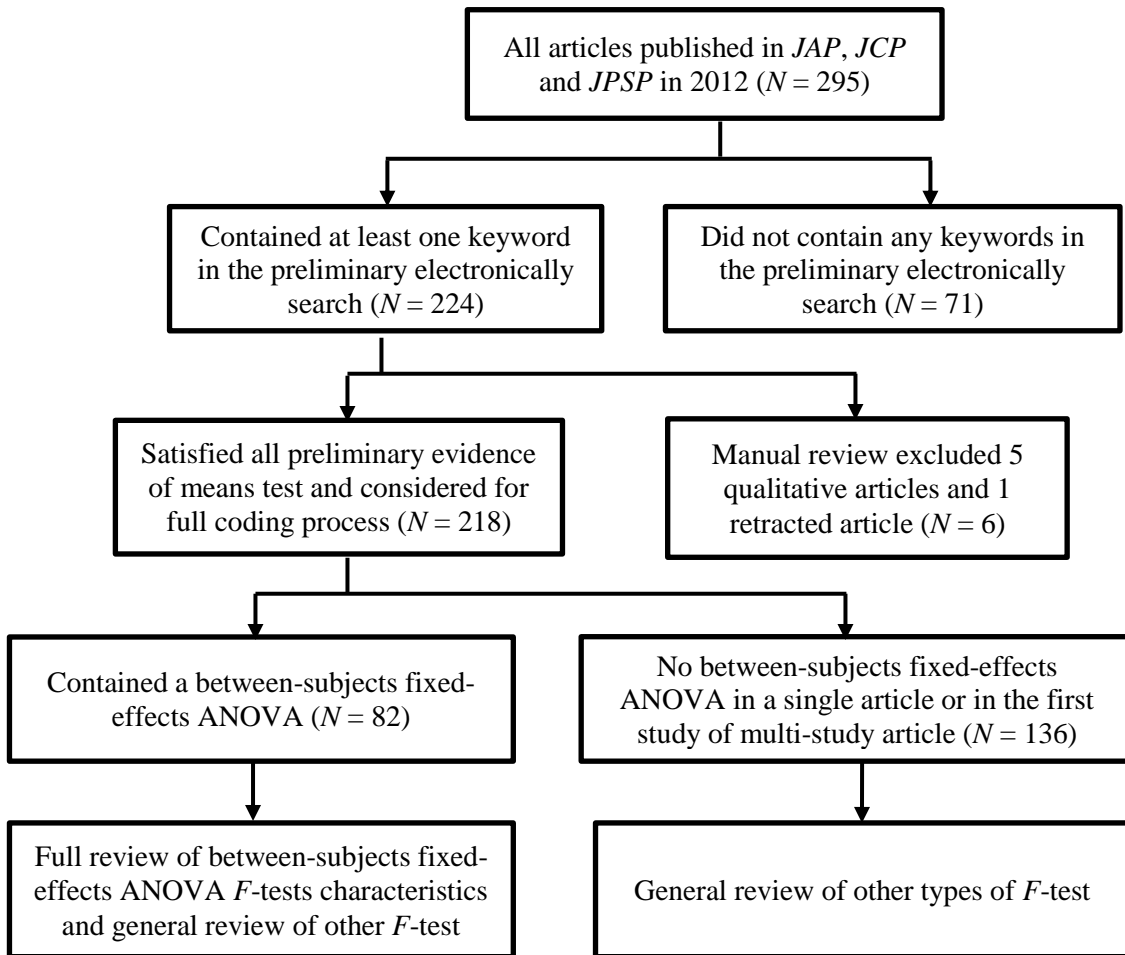 All articles published in JAP, JCP
and JPSP in 2012 (N = 295)
Contained at least one keyword
in the preliminary electronically
search (N = 224)
Did not contain any keywords in
the preliminary electronically
search (N = 71)
Satisfied all preliminary evidence
of means test and considered for
full coding process (N = 218)
Manual review excluded 5
qualitative articles and 1
retracted article (N = 6)
Contained a between-subjects fixed-
effects ANOVA (N = 82)
No between-subjects fixed-effects
ANOVA in a single article or in the first
study of multi-study article (N = 136)
Full review of between-subjects fixed-
effects ANOVA F-tests characteristics
and general review of other F-test
General review of other types of F-test